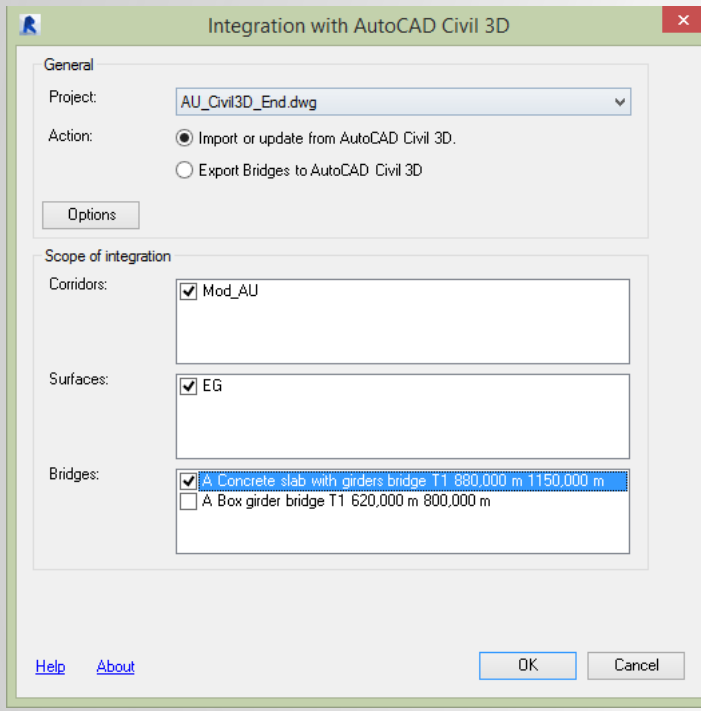 Integration with AutoCAD Civil 3D
General
Project:
AU_Civil3D_End.dwg
Action:
Import or update from AutoCAD Civil 3D.
Export Bridges to AutoCAD Civil 3D
Options
Scope of integration
Corridors:
Mod_AU
Surfaces:
EG
Bridges:
A Concrete slab with girders bridge T1 880,000 m 1150,000 m
A Box girder bridge T1 620,000 m 800,000 m
Help About OK Cancel